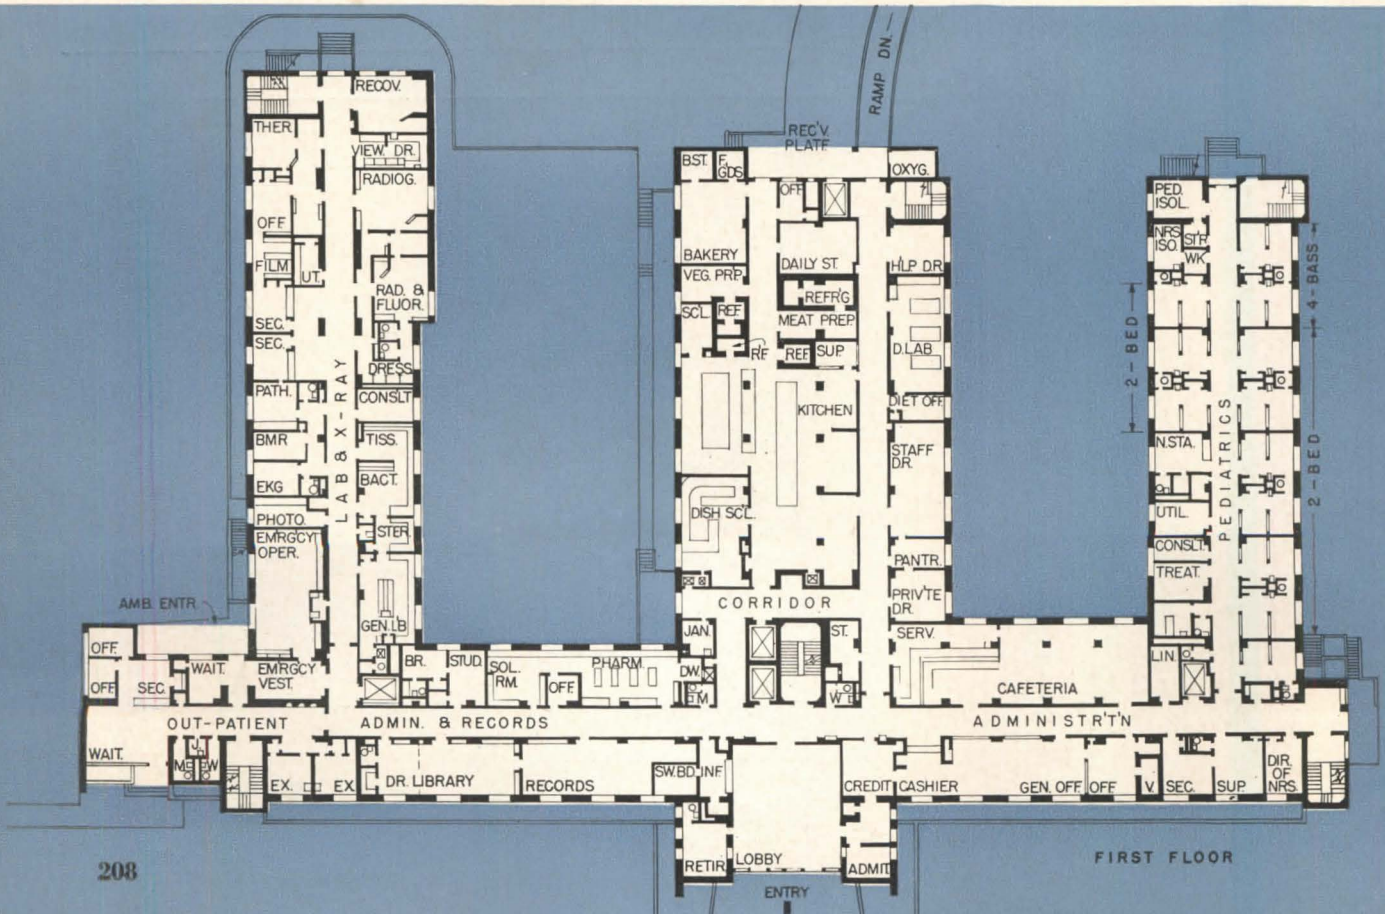 RECOV.
THER.
VIEW. DR.
RADIOG.
OFF.
FILM
UT.
RAD. &
FLUOR.
SEC.
SEC.
DRESS.
PATH.
CONSLT.
BMR
TISS.
EKG
BACT.
PHOTO.
STER.
EMRGCY
OPER.
GEN. LB.
LAB & X-RAY
AMB. ENTR.
OFF.
OFF.
SEC.
WAIT.
EMRGCY
VEST.
BR.
STUD.
SOL.
RM.
OFF.
PHARM.
JAN.
DW.
M.
OUT-PATIENT
ADMIN. & RECORDS
WAIT.
M
J.
W
EX.
EX.
DR. LIBRARY
RECORDS
SW.BD.
INF.
RETIR.
LOBBY
ENTRY
CREDIT
ADMIT.
RAMP DN.
REC'V.
PLATF.
BST.
F.
GDS.
OXYG.
OFF.
BAKERY
DAILY ST.
HLP DR.
VEG. PRP.
REFR'G
SCL.
REF.
MEAT PREP.
RF.
REF.
SUP.
D.LAB.
KITCHEN
DIET OFF.
STAFF
DR.
DISH SCL.
PANTR.
CORRIDOR
PRIV'TE
D.R.
ST.
SERV.
W.
CAFETERIA
ADMINISTR'T'N
CASHIER
GEN. OFF.
OFF.
V.
SEC.
SUP.
DIR.
OF
NRS.
PED.
ISOL.
NRS.
ISO.
STR.
WK.
4-BASS.
2-BED
2-BED
N.STA.
UTIL.
CONSLT.
TREAT.
PEDIATRICS
LIN.
FIRST FLOOR
208